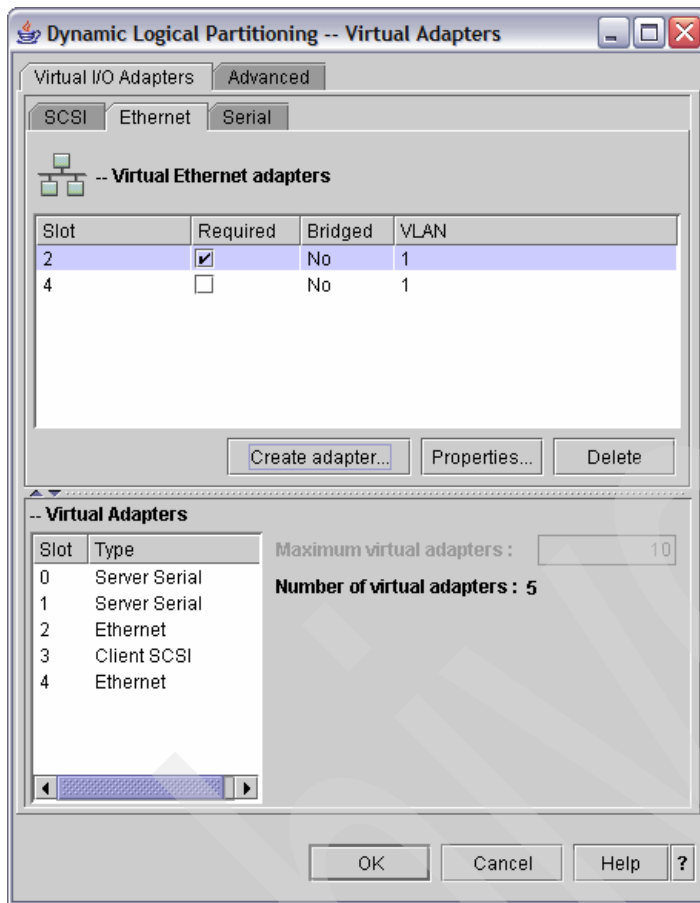 Dynamic Logical Partitioning -- Virtual Adapters
Virtual I/O Adapters Advanced
SCSI Ethernet Serial
-- Virtual Ethernet adapters
Slot Required Bridged VLAN
2 No 1
4 No 1
Create adapter... Properties... Delete
-- Virtual Adapters
Slot Type
0 Server Serial
1 Server Serial
2 Ethernet
3 Client SCSI
4 Ethernet
Maximum virtual adapters : 10
Number of virtual adapters : 5
OK Cancel Help ?